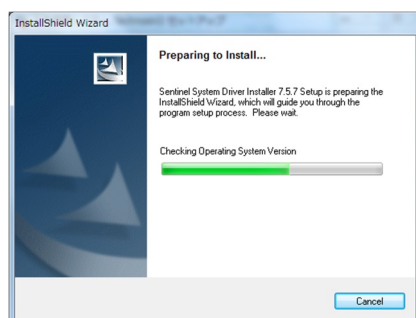 InstallShield Wizard
Preparing to Install...
Sentinel System Driver Installer 7.5.7 Setup is preparing the
InstallShield Wizard, which will guide you through the
program setup process. Please wait.
Checking Operating System Version
Cancel